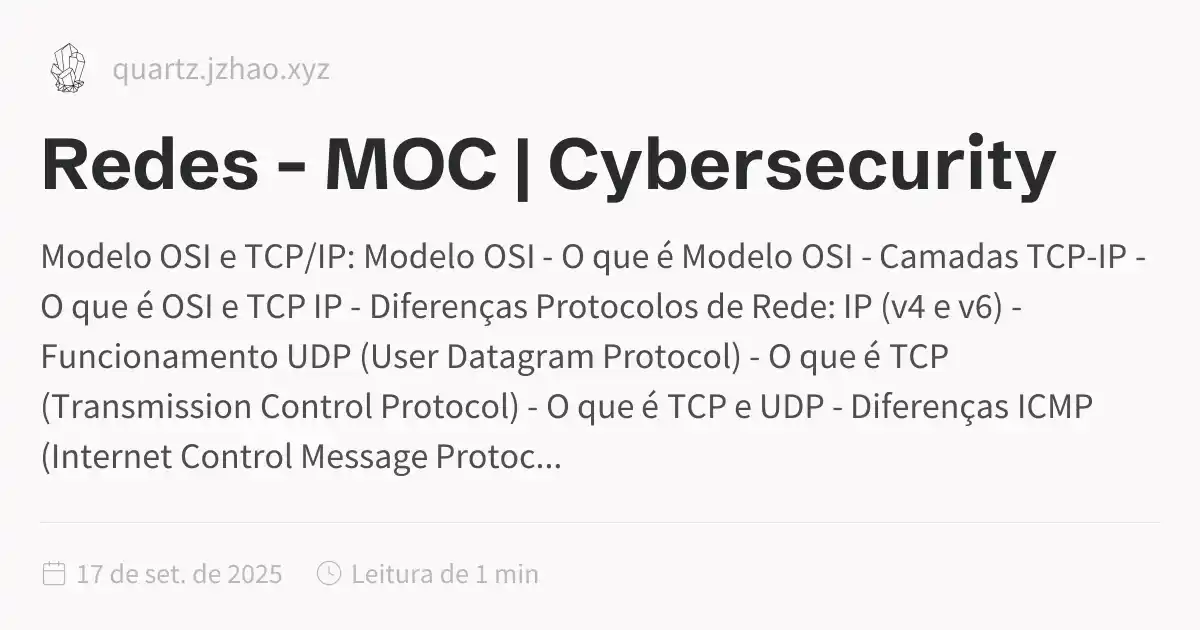 quartz.jzhao.xyz
Redes - MOC | Cybersecurity
Modelo OSI e TCP/IP: Modelo OSI - O que é Modelo OSI - Camadas TCP-IP -
O que é OSI e TCP IP - Diferenças Protocolos de Rede: IP (v4 e v6) -
Funcionamento UDP (User Datagram Protocol) - O que é TCP
(Transmission Control Protocol) - O que é TCP e UDP - Diferenças ICMP
(Internet Control Message Protoc...
17 de set. de 2025 Leitura de 1 min